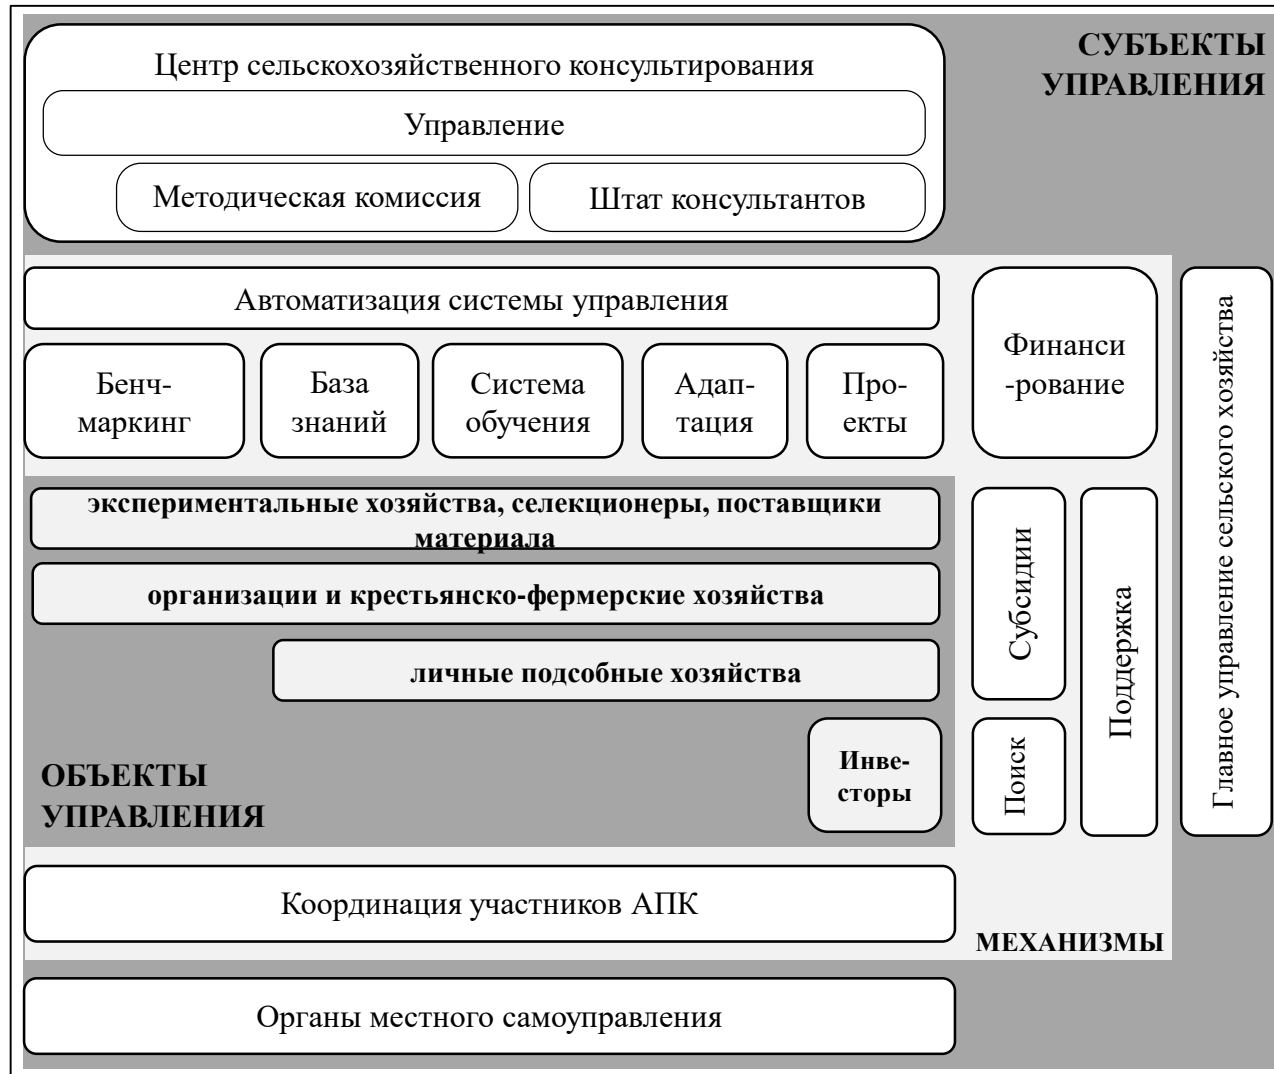 СУБЪЕКТЫ
УПРАВЛЕНИЯ
Центр сельскохозяйственного консультирования
Управление
Методическая комиссия
Штат консультантов
Автоматизация системы управления
Бенч-
маркинг
База
знаний
Система
обучения
Адап-
тация
Про-
екты
Финанси
-рование
Главное управление сельского хозяйства
экспериментальные хозяйства, селекционеры, поставщики
материала
организации и крестьянско-фермерские хозяйства
личные подсобные хозяйства
Инве-
сторы
Субсидии
Поиск
Поддержка
ОБЪЕКТЫ
УПРАВЛЕНИЯ
Координация участников АПК
МЕХАНИЗМЫ
Органы местного самоуправления